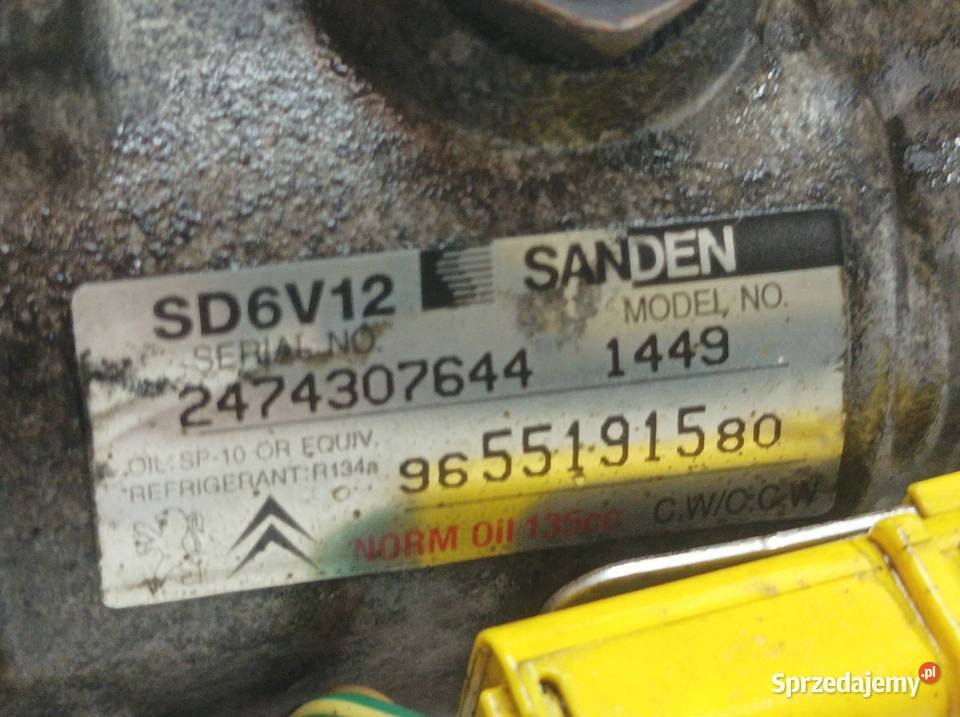 SD6V12 SANDEN
SERIAL NO. MODEL NO.
2474307644 1449
OIL:SP-10 OR EQUIV.
REFRIGERANT:R134a
9655191580
NORM Oil 135cc C.W/C.C.W
Sprzedajemy.pl